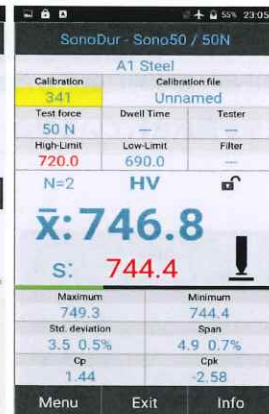 55% 23:05
SonoDur - Sono50 / 50N
A1 Steel
Calibration Calibration file
341 Unnamed
Test force Dwell Time Tester
50 N --- ---
High-Limit Low-Limit Filter
720.0 690.0 ---
N=2 HV
x̄: 746.8
s: 744.4
Maximum Minimum
749.3 744.4
Std. deviation Span
3.5 0.5% 4.9 0.7%
Cp Cpk
1.44 -2.58
Menu Exit Info